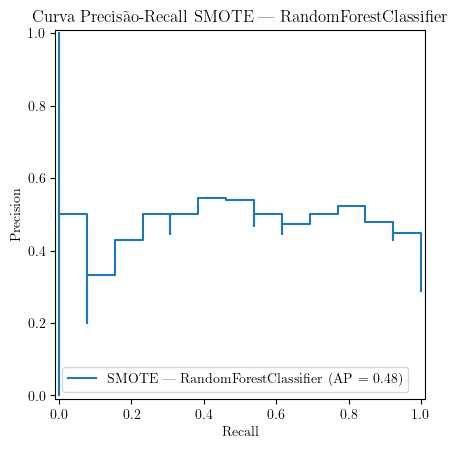 Curva Precisão-Recall SMOTE — RandomForestClassifier
1.0
0.8
0.6
0.4
0.2
0.0
Precision
SMOTE — RandomForestClassifier (AP = 0.48)
0.0 0.2 0.4 0.6 0.8 1.0
Recall